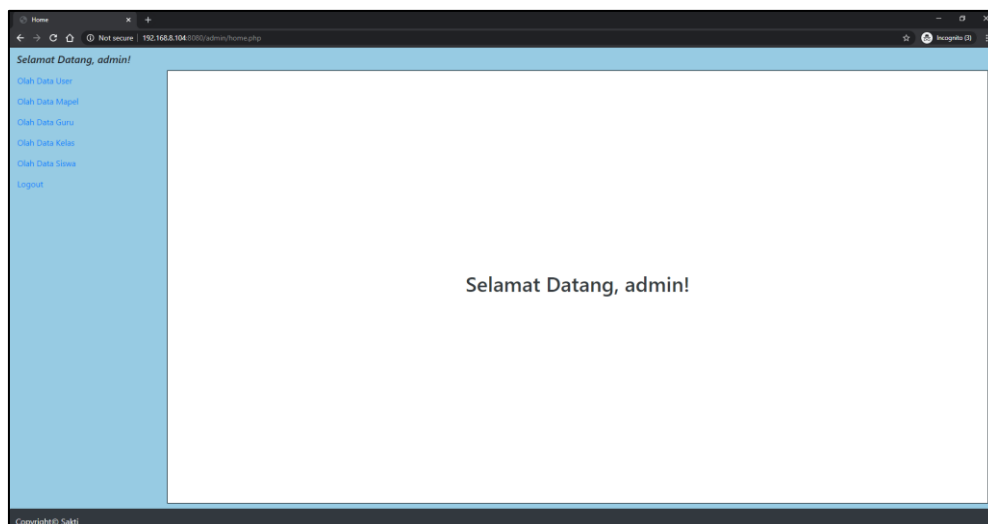 Home
Not secure | 192.168.8.104:8080/admin/home.php
Incognito (3)
Selamat Datang, admin!
Olah Data User
Olah Data Mapel
Olah Data Guru
Olah Data Kelas
Olah Data Siswa
Logout
Selamat Datang, admin!
Copyright© Sakti